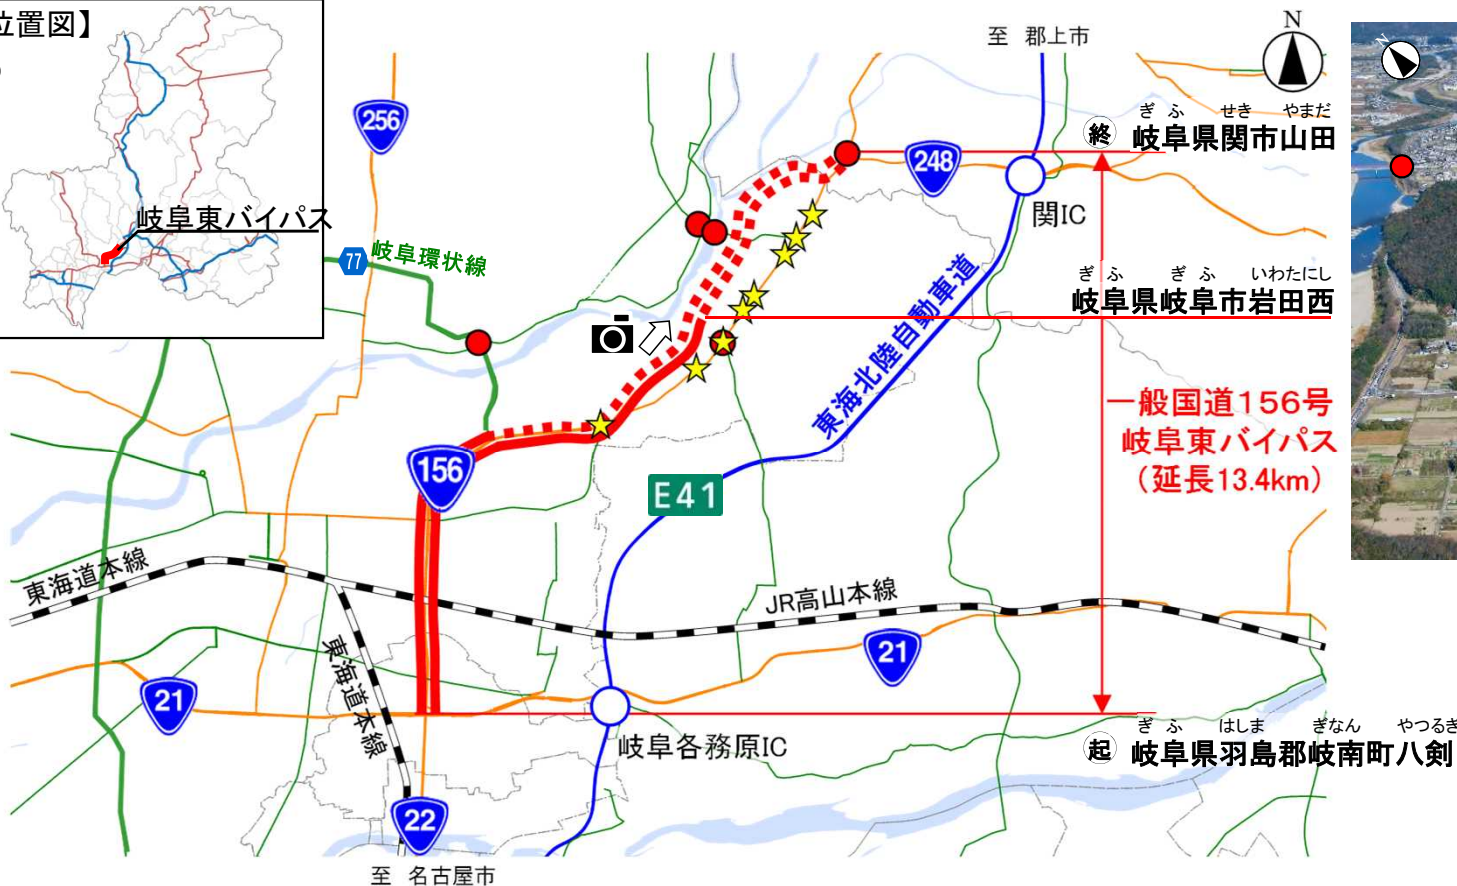 位置図】
岐阜東バイパス
至 郡上市
N
N
256
248
ぎふ せき やまだ
終 岐阜県関市山田
関IC
77 岐阜環状線
ぎふ ぎふ いわたにし
岐阜県岐阜市岩田西
東海北陸自動車道
一般国道156号
岐阜東バイパス
（延長13.4km）
156
E41
東海道本線
JR高山本線
東海道本線
21
21
岐阜各務原IC
ぎふ はしま ぎなん やつるぎ
起 岐阜県羽島郡岐南町八剣
22
至 名古屋市